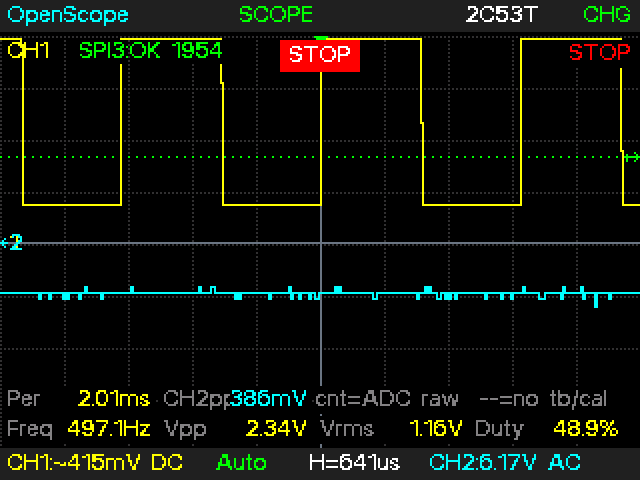 OpenScope SCOPE 2C53T CHG
CH1 SPI3:OK 1954 STOP STOP
2
Per 2.01ms CH2pp 386mV cnt=ADC raw --=no tb/cal
Freq 497.1Hz Vpp 2.34V Vrms 1.16V Duty 48.9%
CH1:~415mV DC Auto H=641us CH2:6.17V AC